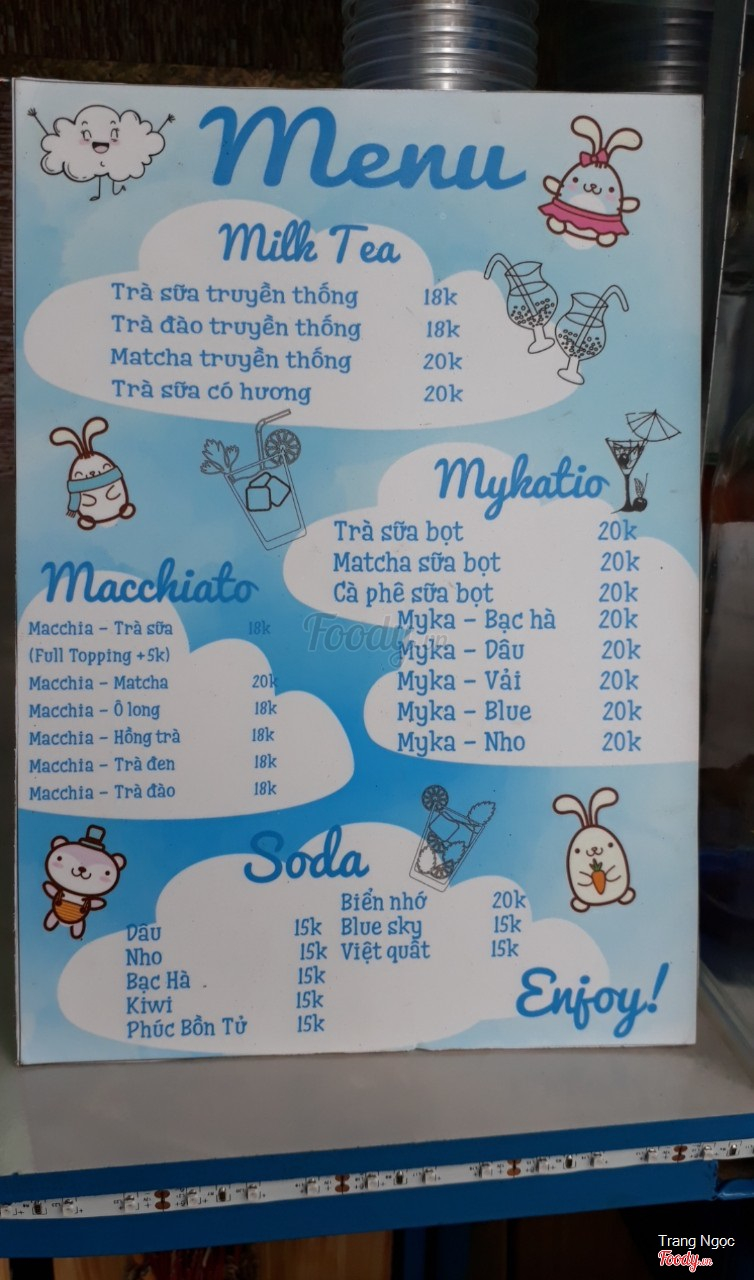 Menu
Milk Tea
Trà sữa truyền thống 18k
Trà đào truyền thống 18k
Matcha truyền thống 20k
Trà sữa có hương 20k
Mykatio
Trà sữa bọt 20k
Matcha sữa bọt 20k
Cà phê sữa bọt 20k
Myka - Bạc hà 20k
Myka - Dâu 20k
Myka - Vải 20k
Myka - Blue 20k
Myka - Nho 20k
Macchiato
Macchia - Trà sữa 18k
(Full Topping +5k)
Macchia - Matcha 20k
Macchia - Ô long 18k
Macchia - Hồng trà 18k
Macchia - Trà đen 18k
Macchia - Trà đào 18k
Foody.vn
Soda
Dâu 15k
Nho 15k
Bạc Hà 15k
Kiwi 15k
Phúc Bồn Tử 15k
Biển nhớ 20k
Blue sky 15k
Việt quất 15k
Enjoy!
Trang Ngọc
Foody.vn